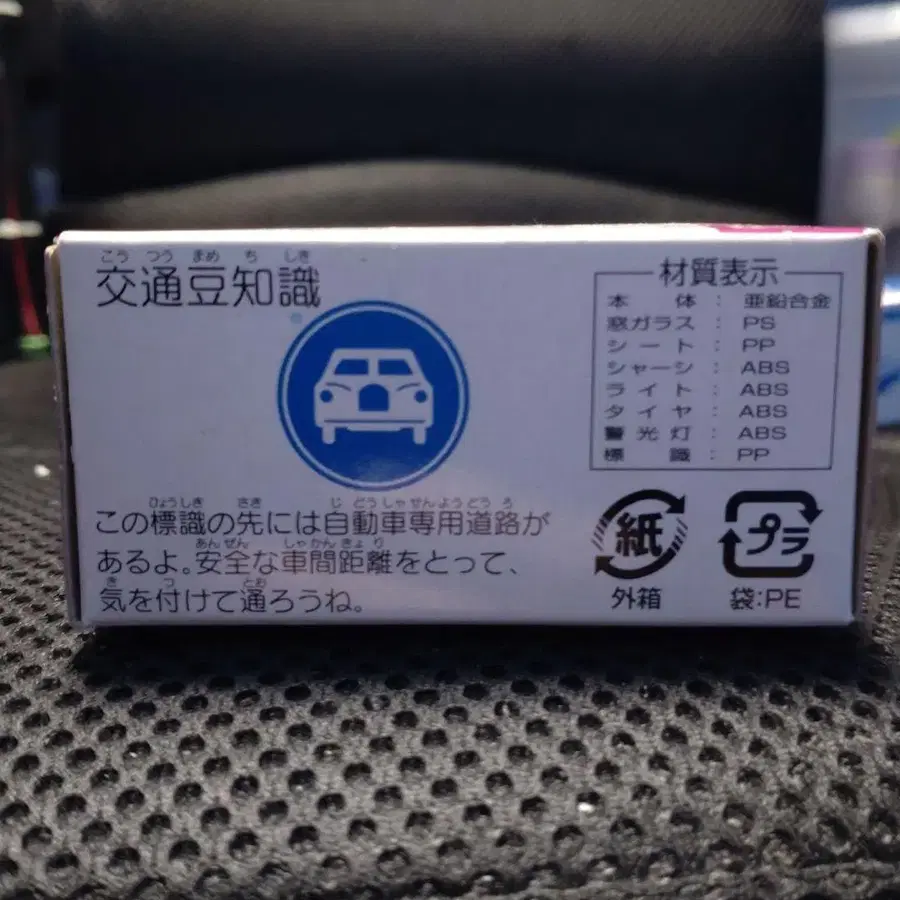 こう つう まめ ち しき
交通豆知識
ひょうしき さき じどうしゃせんようどうろ
この標識の先には自動車専用道路が
あんぜん しゃかんきょり
あるよ。安全な車間距離をとって、
き つ とお
気を付けて通ろうね。
材質表示
本体：亜鉛合金
窓ガラス：PS
シート：PP
シャーシ：ABS
ライト：ABS
タイヤ：ABS
警光灯：ABS
標識：PP
紙
外箱
プラ
袋:PE